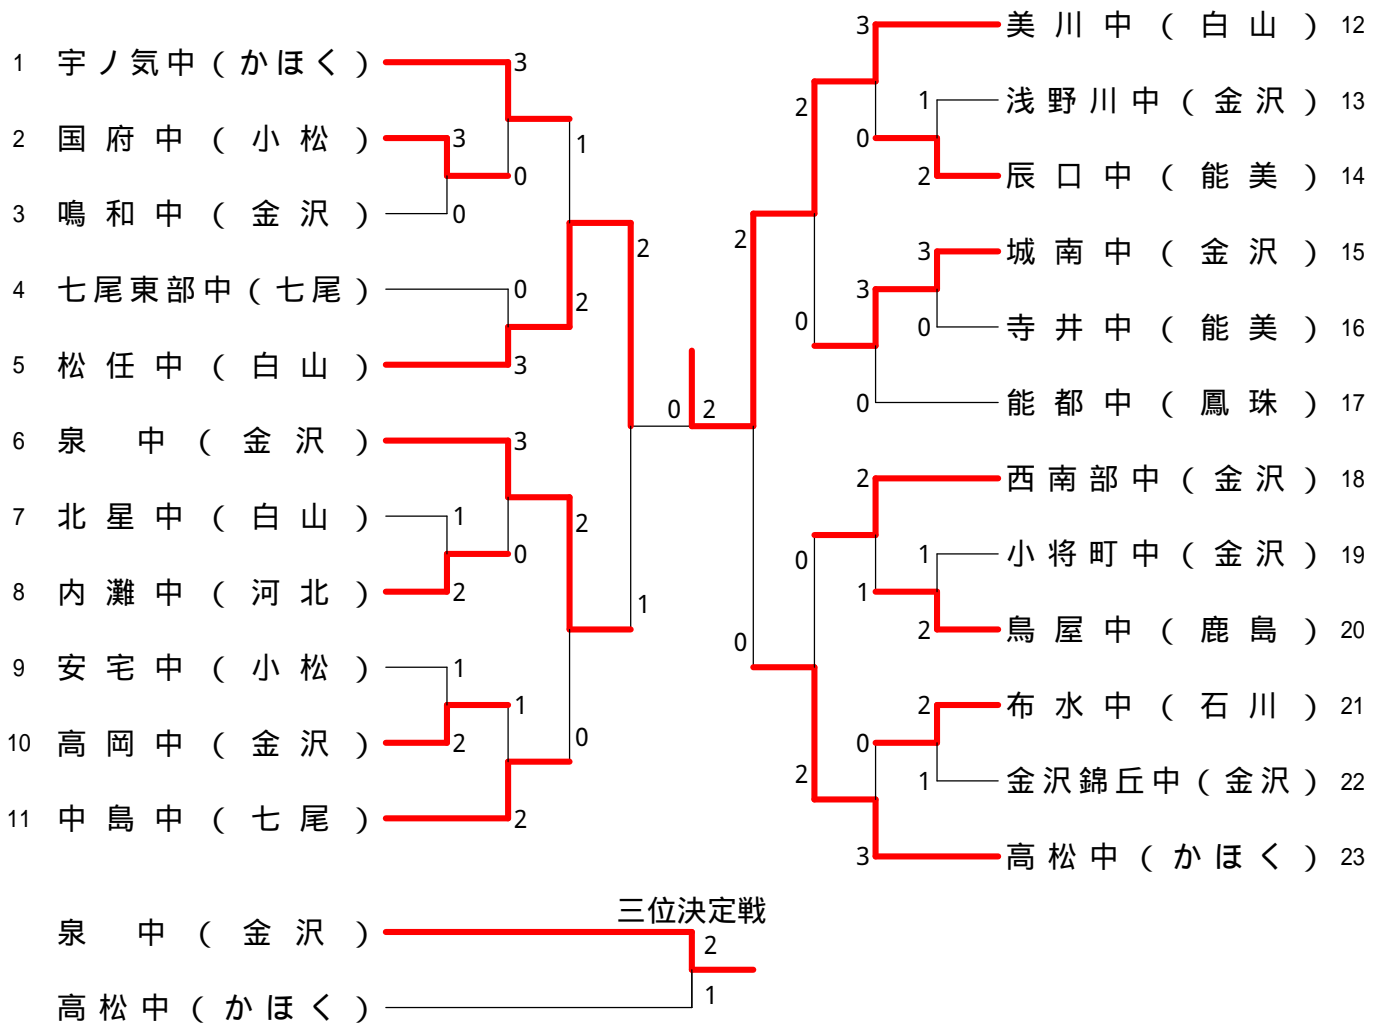 1 宇ノ気中(かほく)
2 国府中(小松)
3 鳴和中(金沢)
4 七尾東部中(七尾)
5 松任中(白山)
6 泉中(金沢)
7 北星中(白山)
8 内灘中(河北)
9 安宅中(小松)
10 高岡中(金沢)
11 中島中(七尾)
3
3
0
0
1
0
3
2
2
3
1
2
0
2
1
1
2
1
2
0
0
2
美川中(白山) 12
浅野川中(金沢) 13
辰口中(能美) 14
城南中(金沢) 15
寺井中(能美) 16
能都中(鳳珠) 17
西南部中(金沢) 18
小将町中(金沢) 19
鳥屋中(鹿島) 20
布水中(石川) 21
金沢錦丘中(金沢) 22
高松中(かほく) 23
3
1
2
0
2
3
0
3
0
0
2
2
1
2
1
0
2
1
0
3
2
0
三位決定戦
泉中(金沢) 2
高松中(かほく) 1